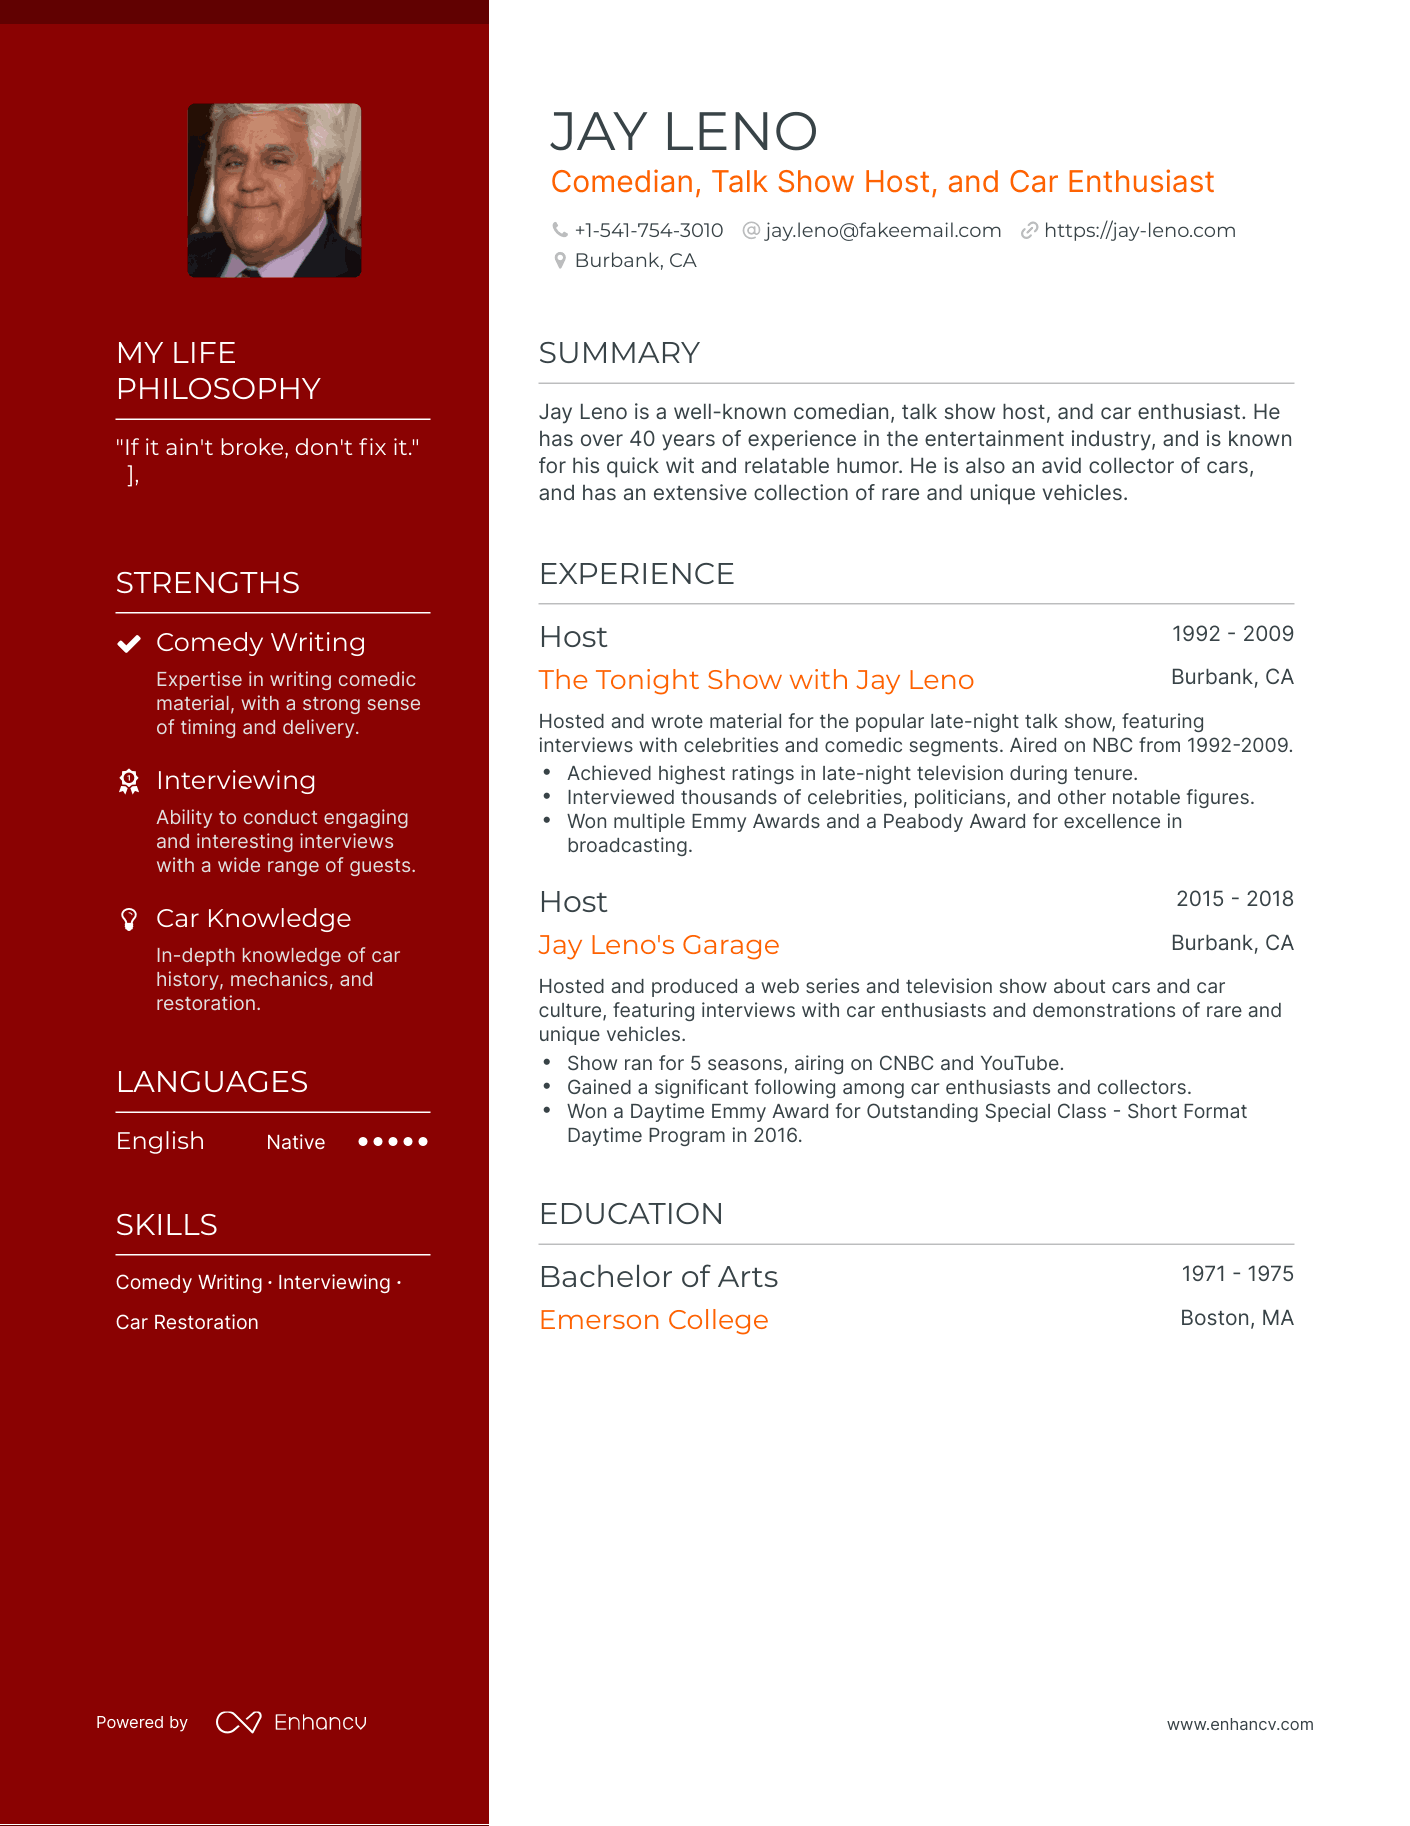 JAY LENO
Comedian, Talk Show Host, and Car Enthusiast
+1-541-754-3010 @ jay.leno@fakeemail.com https://jay-leno.com
Burbank, CA
MY LIFE
PHILOSOPHY
"If it ain't broke, don't fix it."
],
STRENGTHS
Comedy Writing
Expertise in writing comedic
material, with a strong sense
of timing and delivery.
1 Interviewing
Ability to conduct engaging
and interesting interviews
with a wide range of guests.
Car Knowledge
In-depth knowledge of car
history, mechanics, and
restoration.
LANGUAGES
English Native
SKILLS
Comedy Writing · Interviewing ·
Car Restoration
SUMMARY
Jay Leno is a well-known comedian, talk show host, and car enthusiast. He
has over 40 years of experience in the entertainment industry, and is known
for his quick wit and relatable humor. He is also an avid collector of cars,
and has an extensive collection of rare and unique vehicles.
EXPERIENCE
Host 1992 - 2009
The Tonight Show with Jay Leno Burbank, CA
Hosted and wrote material for the popular late-night talk show, featuring
interviews with celebrities and comedic segments. Aired on NBC from 1992-2009.
• Achieved highest ratings in late-night television during tenure.
• Interviewed thousands of celebrities, politicians, and other notable figures.
• Won multiple Emmy Awards and a Peabody Award for excellence in
broadcasting.
Host 2015 - 2018
Jay Leno's Garage Burbank, CA
Hosted and produced a web series and television show about cars and car
culture, featuring interviews with car enthusiasts and demonstrations of rare and
unique vehicles.
• Show ran for 5 seasons, airing on CNBC and YouTube.
• Gained a significant following among car enthusiasts and collectors.
• Won a Daytime Emmy Award for Outstanding Special Class - Short Format
Daytime Program in 2016.
EDUCATION
Bachelor of Arts 1971 - 1975
Emerson College Boston, MA
Powered by Enhancv
www.enhancv.com